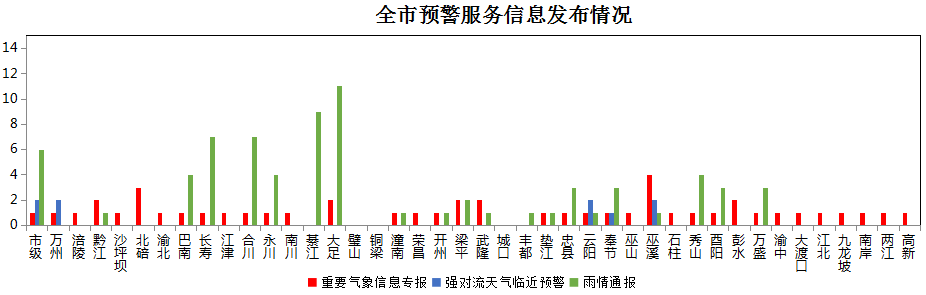 全市预警服务信息发布情况
14
12
10
8
6
4
2
0
市级 万州 涪陵 黔江 沙坪坝 北碚 渝北 巴南 长寿 江津 合川 永川 南川 綦江 大足 璧山 铜梁 潼南 荣昌 开州 梁平 武隆 城口 丰都 垫江 忠县 云阳 奉节 巫山 巫溪 石柱 秀山 酉阳 彭水 万盛 渝中 大渡口 江北 九龙坡 南岸 两江 高新
重要气象信息专报 强对流天气临近预警 雨情通报